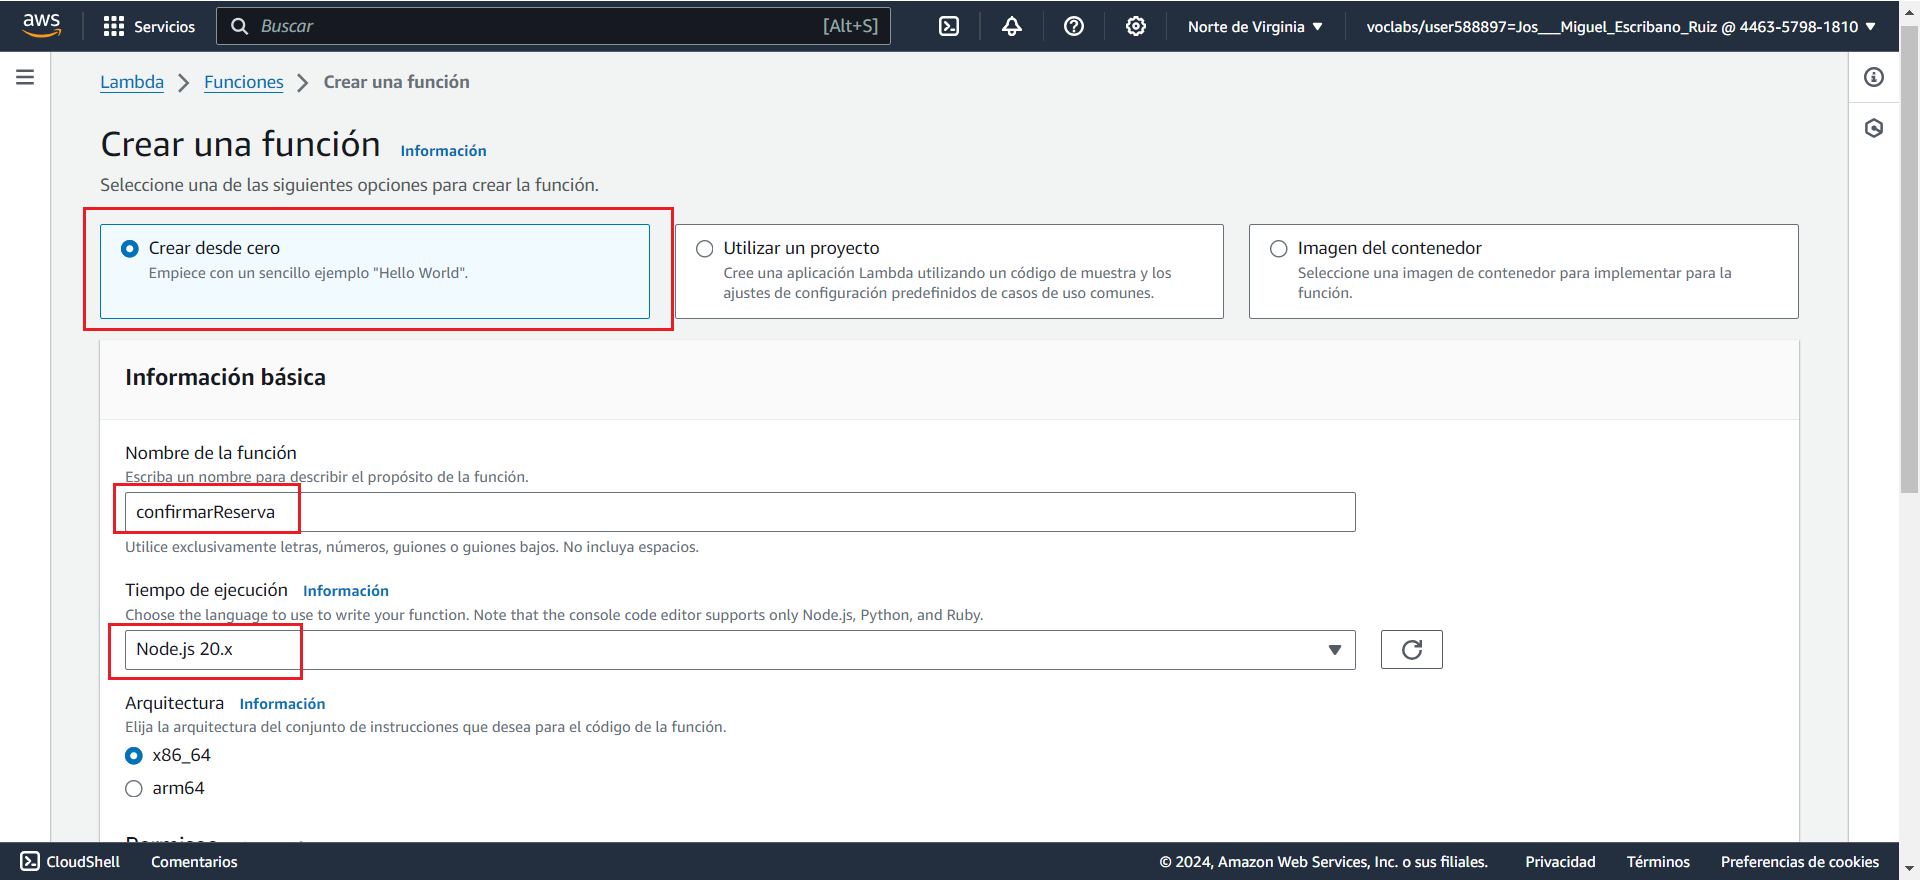 aws
Servicios
Buscar
[Alt+S]
Norte de Virginia
voclabs/user588897=Jos___Miguel_Escribano_Ruiz @ 4463-5798-1810
Lambda
Funciones
Crear una función
Crear una función
Información
Seleccione una de las siguientes opciones para crear la función.
Crear desde cero
Empiece con un sencillo ejemplo "Hello World".
Utilizar un proyecto
Cree una aplicación Lambda utilizando un código de muestra y los
ajustes de configuración predefinidos de casos de uso comunes.
Imagen del contenedor
Seleccione una imagen de contenedor para implementar para la
función.
Información básica
Nombre de la función
Escriba un nombre para describir el propósito de la función.
confirmarReserva
Utilice exclusivamente letras, números, guiones o guiones bajos. No incluya espacios.
Tiempo de ejecución
Información
Choose the language to use to write your function. Note that the console code editor supports only Node.js, Python, and Ruby.
Node.js 20.x
Arquitectura
Información
Elija la arquitectura del conjunto de instrucciones que desea para el código de la función.
x86_64
arm64
CloudShell
Comentarios
© 2024, Amazon Web Services, Inc. o sus filiales.
Privacidad
Términos
Preferencias de cookies